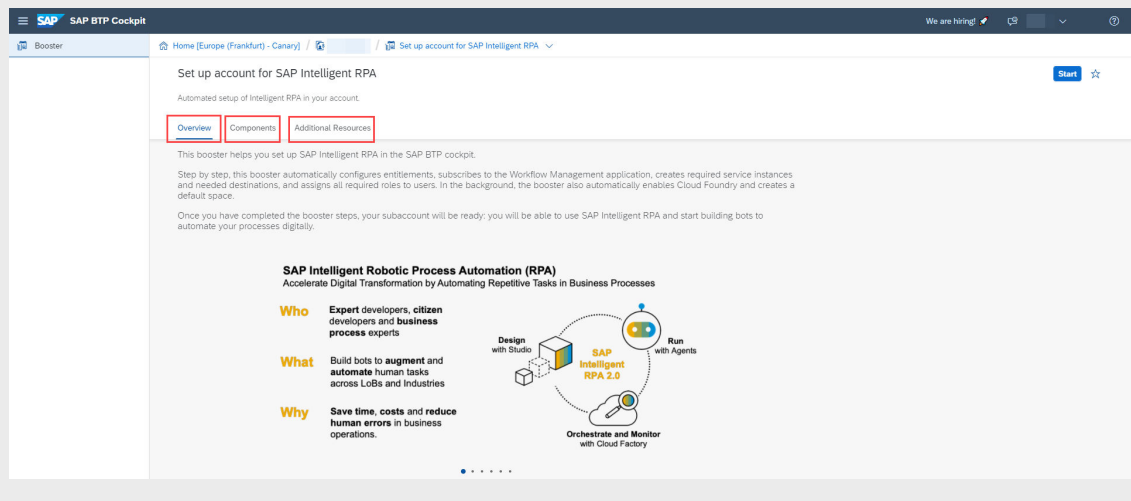 SAP SAP BTP Cockpit
We are hiring!
Booster
Home [Europe (Frankfurt) - Canary] / / Set up account for SAP Intelligent RPA
Set up account for SAP Intelligent RPA
Start
Automated setup of Intelligent RPA in your account.
Overview Components Additional Resources
This booster helps you set up SAP Intelligent RPA in the SAP BTP cockpit.
Step by step, this booster automatically configures entitlements, subscribes to the Workflow Management application, creates required service instances
and needed destinations, and assigns all required roles to users. In the background, the booster also automatically enables Cloud Foundry and creates a
default space.
Once you have completed the booster steps, your subaccount will be ready: you will be able to use SAP Intelligent RPA and start building bots to
automate your processes digitally.
SAP Intelligent Robotic Process Automation (RPA)
Accelerate Digital Transformation by Automating Repetitive Tasks in Business Processes
Who
Expert developers, citizen
developers and business
process experts
What
Build bots to augment and
automate human tasks
across LoBs and Industries
Why
Save time, costs and reduce
human errors in business
operations.
Design
with Studio
Run
with Agents
SAP
Intelligent
RPA 2.0
Orchestrate and Monitor
with Cloud Factory